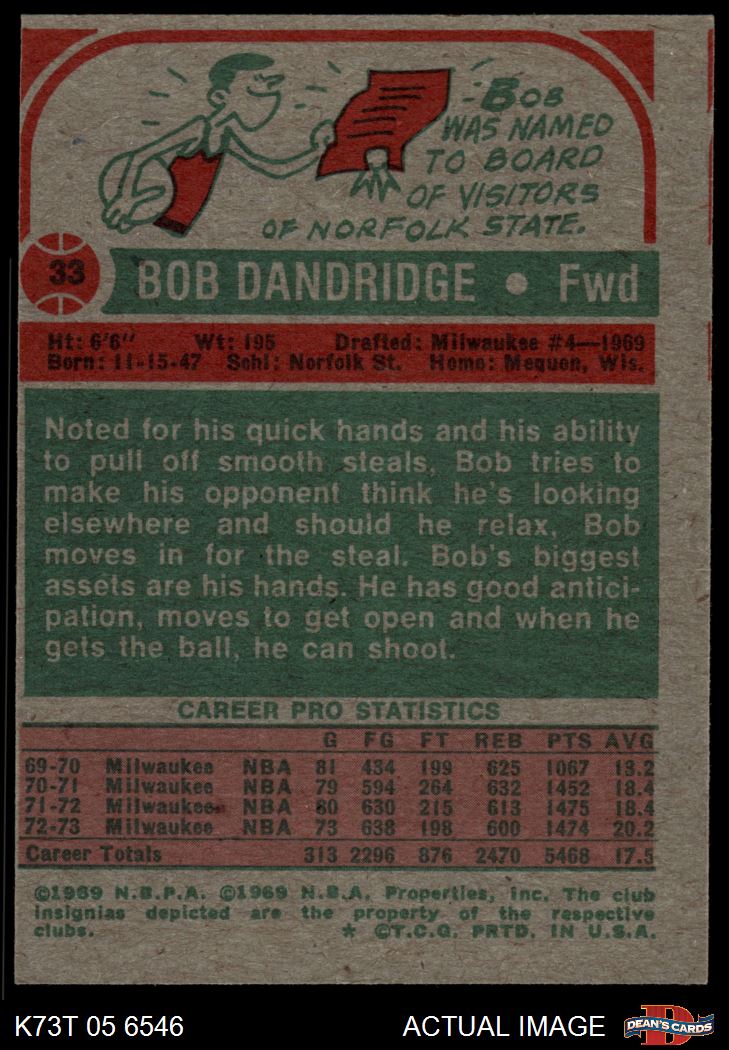 -BOB
WAS NAMED
TO BOARD
OF VISITORS
OF NORFOLK STATE.
33 BOB DANDRIDGE • Fwd
Ht: 6'6" Wt: 195 Drafted: Milwaukee #4—1969
Born: 11-15-47 Schl: Norfolk St. Home: Mequon, Wis.
Noted for his quick hands and his ability
to pull off smooth steals, Bob tries to
make his opponent think he's looking
elsewhere and should he relax, Bob
moves in for the steal. Bob's biggest
assets are his hands. He has good antici-
pation, moves to get open and when he
gets the ball, he can shoot.
CAREER PRO STATISTICS
G FG FT REB PTS AVG
69-70 Milwaukee NBA 81 434 199 625 1067 13.2
70-71 Milwaukee NBA 79 594 264 632 1452 18.4
71-72 Milwaukee NBA 80 630 215 613 1475 18.4
72-73 Milwaukee NBA 73 638 198 600 1474 20.2
Career Totals 313 2296 876 2470 5468 17.5
©1969 N.B.P.A. ©1969 N.B.A. Properties, Inc. The club
insignias depicted are the property of the respective
clubs. * ©T.C.G. PRTD. IN U.S.A.
K73T 05 6546 ACTUAL IMAGE DEAN'S CARDS